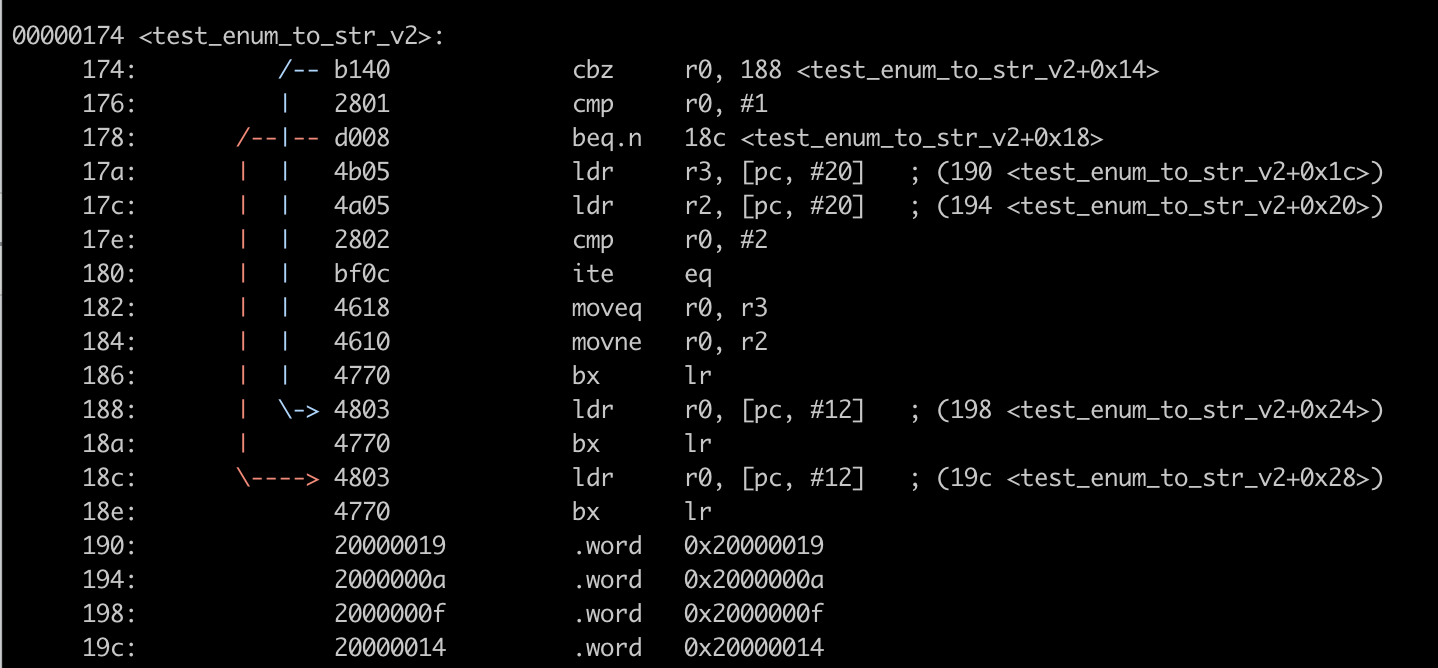 00000174 <test_enum_to_str_v2>:
     174:          /-- b140            cbz    r0, 188 <test_enum_to_str_v2+0x14>
     176:          |   2801            cmp    r0, #1
     178:       /--|-- d008            beq.n  18c <test_enum_to_str_v2+0x18>
     17a:       |  |   4b05            ldr    r3, [pc, #20]   ; (190 <test_enum_to_str_v2+0x1c>)
     17c:       |  |   4a05            ldr    r2, [pc, #20]   ; (194 <test_enum_to_str_v2+0x20>)
     17e:       |  |   2802            cmp    r0, #2
     180:       |  |   bf0c            ite    eq
     182:       |  |   4618            moveq  r0, r3
     184:       |  |   4610            movne  r0, r2
     186:       |  |   4770            bx     lr
     188:       |  \-> 4803            ldr    r0, [pc, #12]   ; (198 <test_enum_to_str_v2+0x24>)
     18a:       |      4770            bx     lr
     18c:       \----> 4803            ldr    r0, [pc, #12]   ; (19c <test_enum_to_str_v2+0x28>)
     18e:              4770            bx     lr
     190:              20000019        .word  0x20000019
     194:              2000000a        .word  0x2000000a
     198:              2000000f        .word  0x2000000f
     19c:              20000014        .word  0x20000014